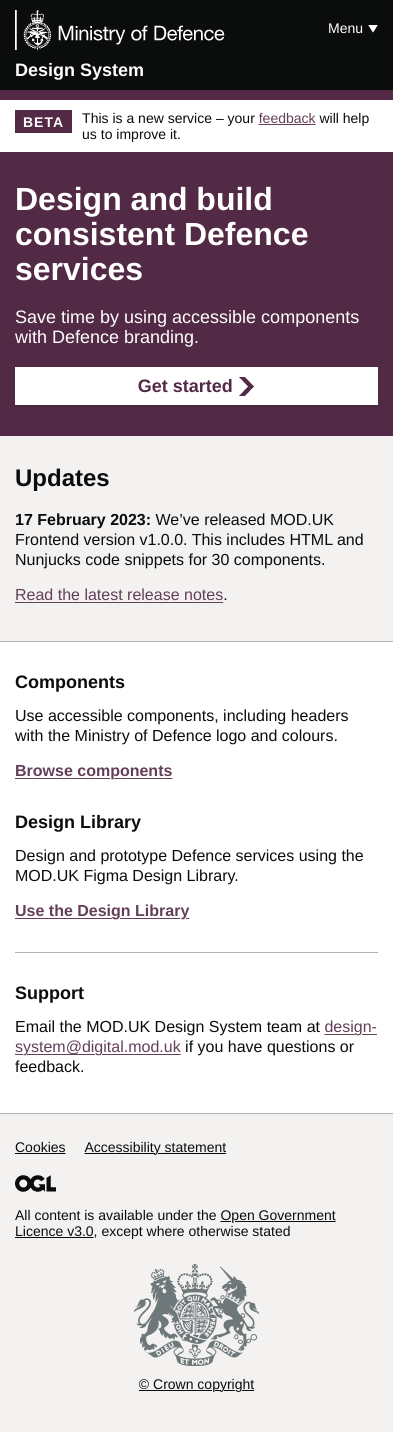 Ministry of Defence
Menu
Design System
BETA
This is a new service – your feedback will help
us to improve it.
Design and build
consistent Defence
services
Save time by using accessible components
with Defence branding.
Get started
Updates
17 February 2023: We’ve released MOD.UK
Frontend version v1.0.0. This includes HTML and
Nunjucks code snippets for 30 components.
Read the latest release notes.
Components
Use accessible components, including headers
with the Ministry of Defence logo and colours.
Browse components
Design Library
Design and prototype Defence services using the
MOD.UK Figma Design Library.
Use the Design Library
Support
Email the MOD.UK Design System team at design-
system@digital.mod.uk if you have questions or
feedback.
Cookies Accessibility statement
OGL
All content is available under the Open Government
Licence v3.0, except where otherwise stated
DIEU ET MON DROIT
© Crown copyright